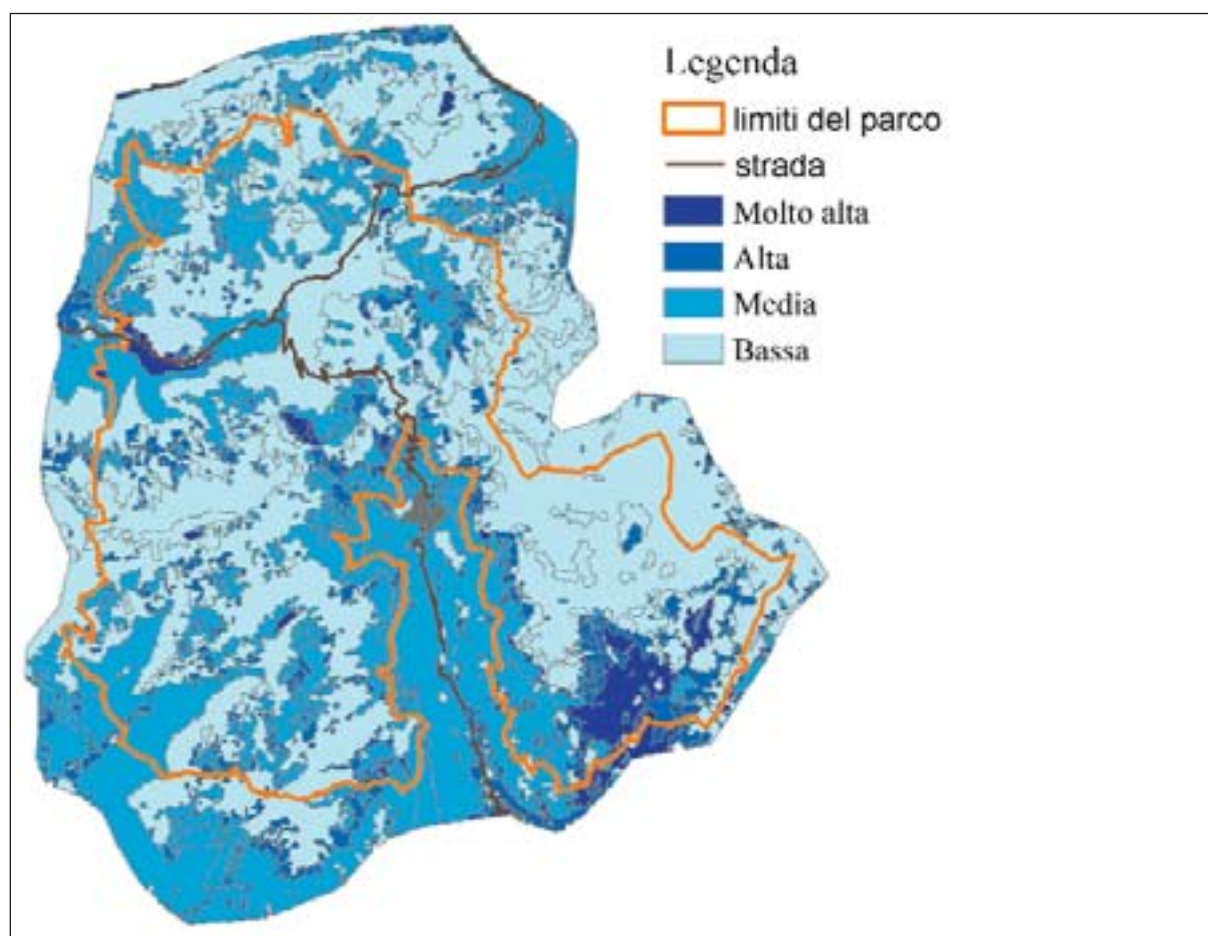 Legenda
limiti del parco
strada
Molto alta
Alta
Media
Bassa